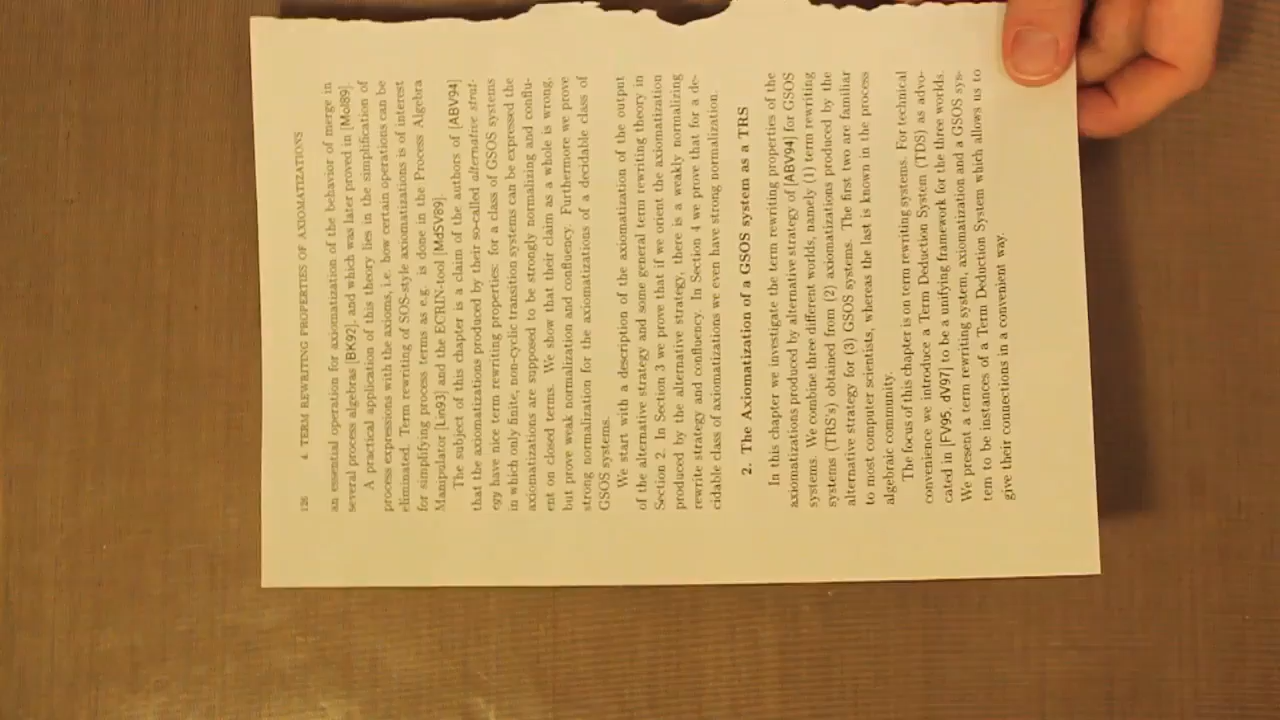 126 4. TERM REWRITING PROPERTIES OF AXIOMATIZATIONS
an essential operation for axiomatization of the behavior of merge in
several process algebras [BK92], and which was later proved in [Mol89].
A practical application of this theory lies in the simplification of
process expressions with the axioms, i.e. how certain operations can be
eliminated. Term rewriting of SOS-style axiomatizations is of interest
for simplifying process terms as e.g. is done in the Process Algebra
Manipulator [Lin93] and the ECRIN-tool [MdSV89].
The subject of this chapter is a claim of the authors of [ABV94]
that the axiomatizations produced by their so-called alternative strat-
egy have nice term rewriting properties: for a class of GSOS systems
in which only finite, non-cyclic transition systems can be expressed the
axiomatizations are supposed to be strongly normalizing and conflu-
ent on closed terms. We show that their claim as a whole is wrong,
but prove weak normalization and confluency. Furthermore we prove
strong normalization for the axiomatizations of a decidable class of
GSOS systems.
We start with a description of the axiomatization of the output
of the alternative strategy and some general term rewriting theory in
Section 2. In Section 3 we prove that if we orient the axiomatization
produced by the alternative strategy, there is a weakly normalizing
rewrite strategy and confluency. In Section 4 we prove that for a de-
cidable class of axiomatizations we even have strong normalization.
2. The Axiomatization of a GSOS system as a TRS
In this chapter we investigate the term rewriting properties of the
axiomatizations produced by alternative strategy of [ABV94] for GSOS
systems. We combine three different worlds, namely (1) term rewriting
systems (TRS's) obtained from (2) axiomatizations produced by the
alternative strategy for (3) GSOS systems. The first two are familiar
to most computer scientists, whereas the last is known in the process
algebraic community.
The focus of this chapter is on term rewriting systems. For technical
convenience we introduce a Term Deduction System (TDS) as advo-
cated in [FV95, dV97] to be a unifying framework for the three worlds.
We present a term rewriting system, axiomatization and a GSOS sys-
tem to be instances of a Term Deduction System which allows us to
give their connections in a convenient way.